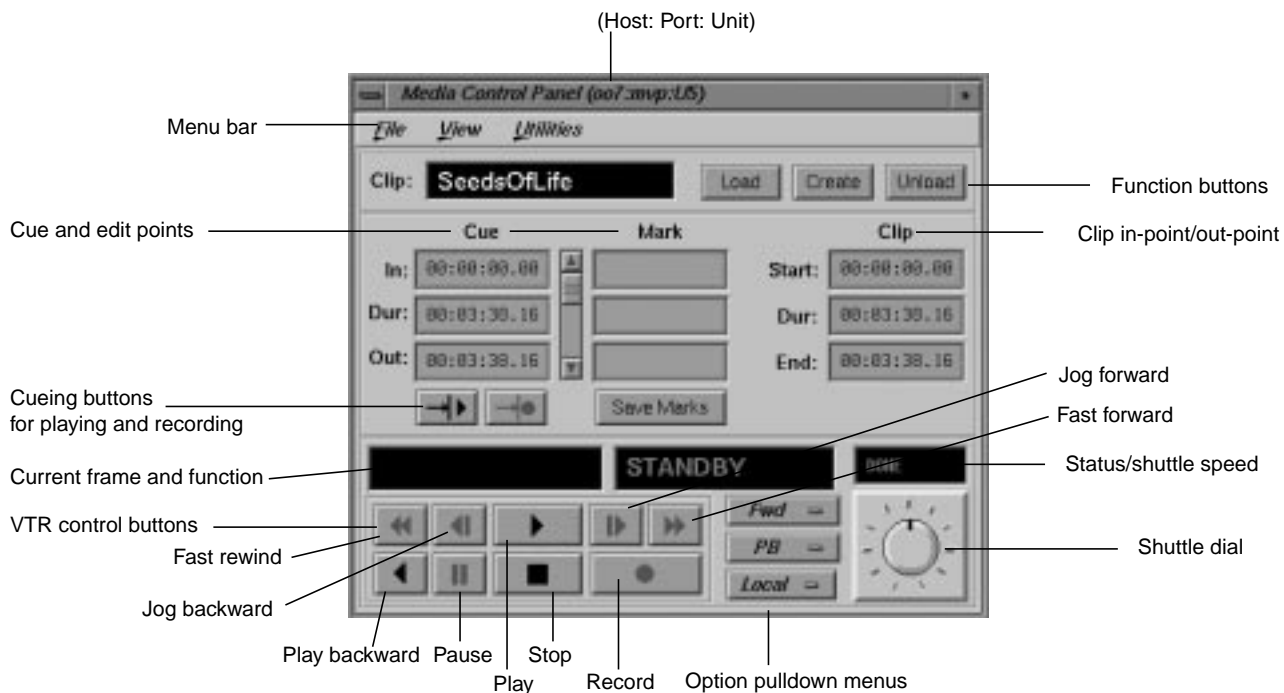 (Host: Port: Unit)
Media Control Panel (oo7:mvp:U5)
Menu bar
File View Utilities
Clip: SeedsOfLife Load Create Unload
Function buttons
Cue and edit points
Cue Mark Clip
Clip in-point/out-point
In: 00:00:00.00 Start: 00:00:00.00
Dur: 00:03:38.16 Dur: 00:03:38.16
Out: 00:03:38.16 End: 00:03:38.16
Jog forward
Cueing buttons
for playing and recording
Save Marks
Fast forward
Current frame and function
STANDBY DONE
Status/shuttle speed
VTR control buttons
Fwd
Fast rewind
PB
Shuttle dial
Local
Jog backward
Play backward Pause Stop
Play Record Option pulldown menus